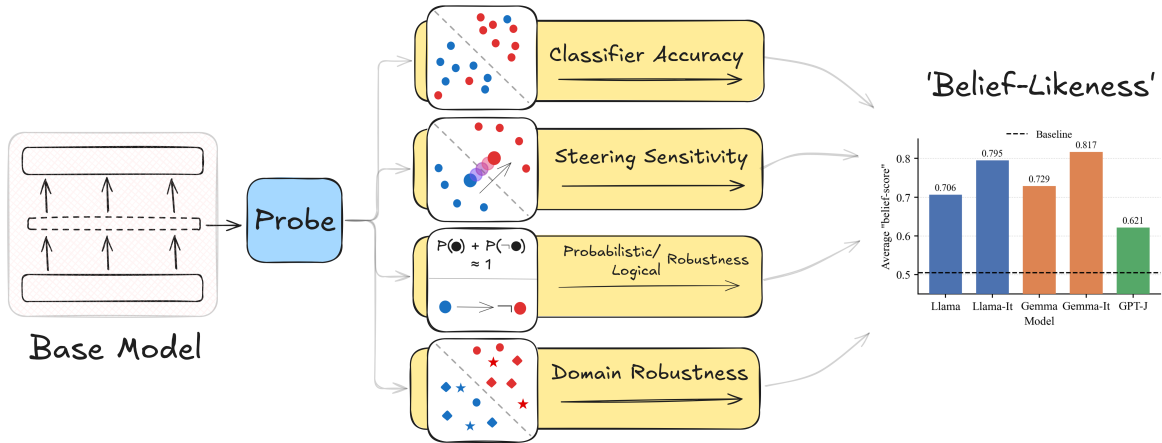 Base Model
Probe
Classifier Accuracy
Steering Sensitivity
P(●) + P(¬●)
≈ 1
¬
Probabilistic/
Logical
Robustness
Domain Robustness
'Belief-Likeness'
Baseline
Average "belief-score"
0.8
0.7
0.6
0.5
0.706
0.795
0.729
0.817
0.621
Llama
Llama-It
Gemma
Gemma-It
GPT-J
Model